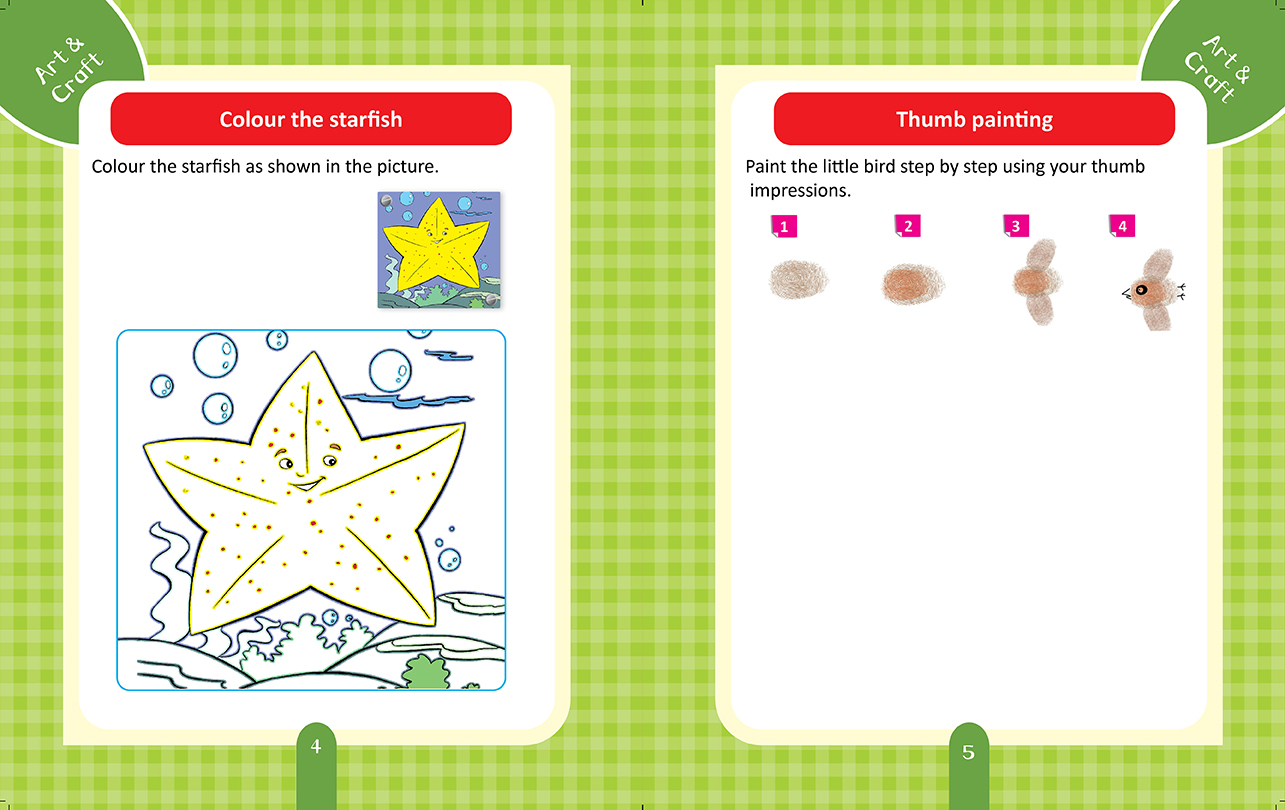 Art &
Craft
Colour the starfish
Colour the starfish as shown in the picture.
4
Art &
Craft
Thumb painting
Paint the little bird step by step using your thumb
impressions.
1 2 3 4
5